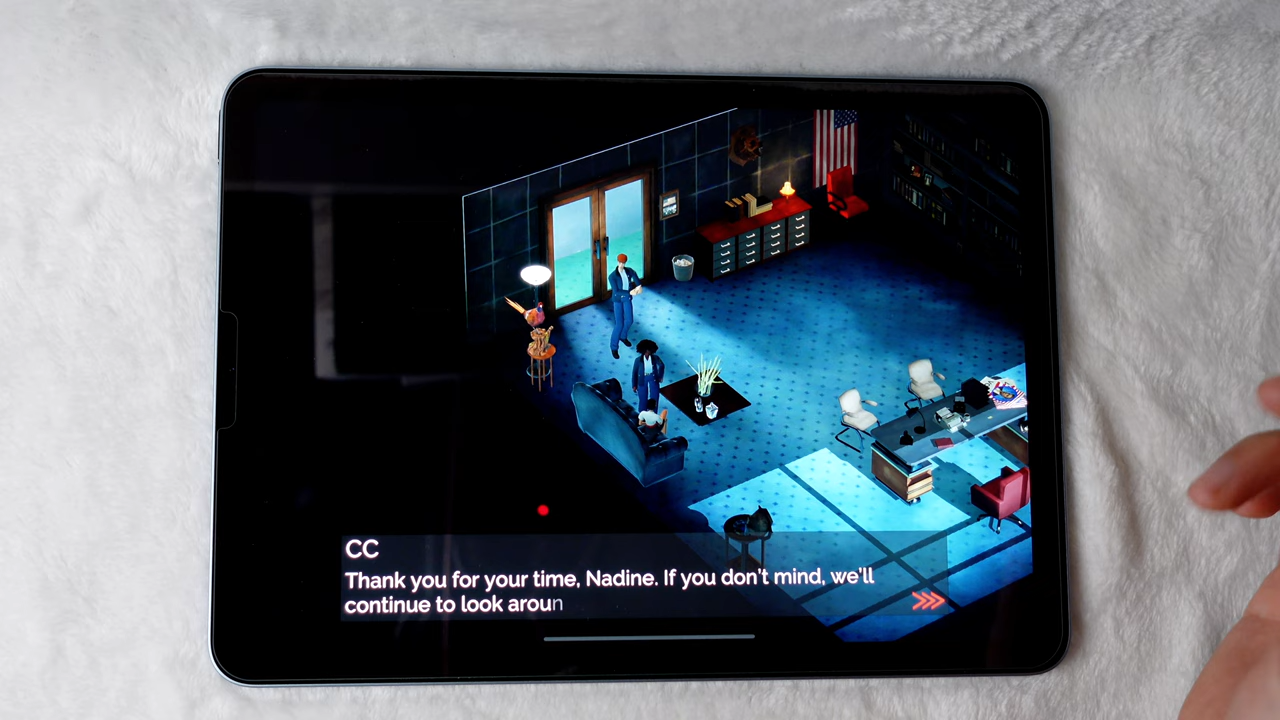 CC
Thank you for your time, Nadine. If you don't mind, we'll
continue to look aroun